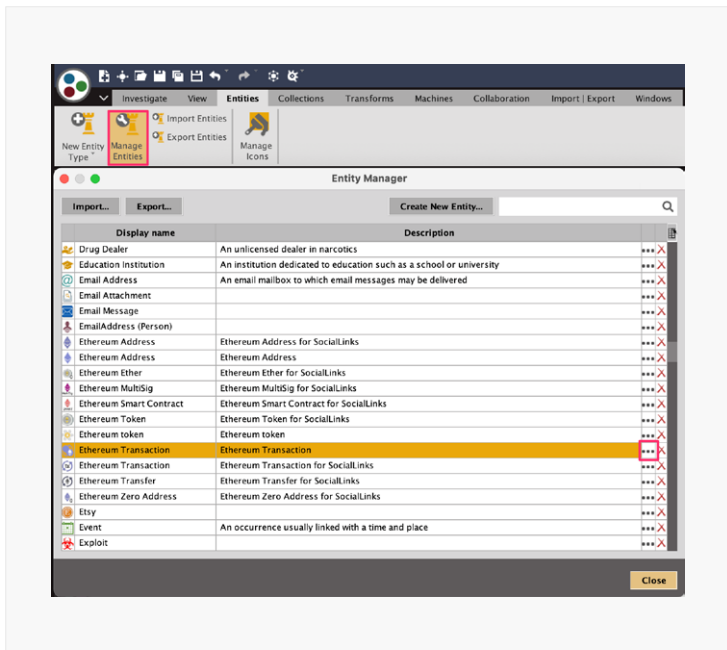 Investigate View Entities Collections Transforms Machines Collaboration Import | Export Windows
New Entity Type
Manage Entities
Import Entities
Export Entities
Manage Icons
Entity Manager
Import... Export... Create New Entity...
Display name Description
Drug Dealer An unlicensed dealer in narcotics
Education Institution An institution dedicated to education such as a school or university
Email Address An email mailbox to which email messages may be delivered
Email Attachment
Email Message
EmailAddress (Person)
Ethereum Address Ethereum Address for SocialLinks
Ethereum Address Ethereum Address
Ethereum Ether Ethereum Ether for SocialLinks
Ethereum MultiSig Ethereum MultiSig for SocialLinks
Ethereum Smart Contract Ethereum Smart Contract for SocialLinks
Ethereum Token Ethereum Token for SocialLinks
Ethereum token Ethereum token
Ethereum Transaction Ethereum Transaction
Ethereum Transaction Ethereum Transaction for SocialLinks
Ethereum Transfer Ethereum Transfer for SocialLinks
Ethereum Zero Address Ethereum Zero Address for SocialLinks
Etsy
Event An occurrence usually linked with a time and place
Exploit
Close